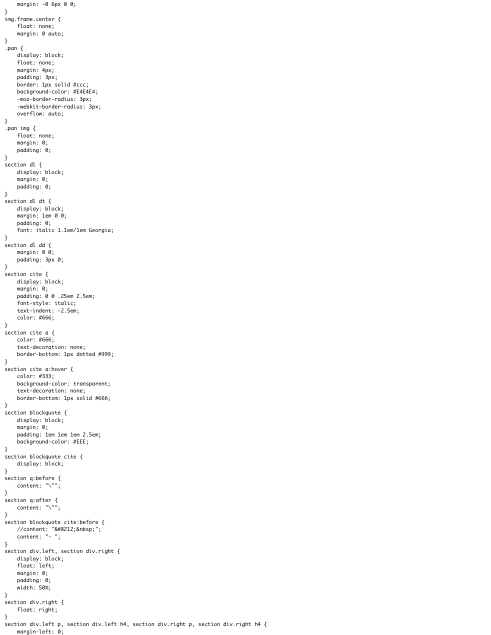 margin: -0 6px 0 0;
}
img.frame.center {
    float: none;
    margin: 0 auto;
}
.pan {
    display: block;
    float: none;
    margin: 4px;
    padding: 3px;
    border: 1px solid #ccc;
    background-color: #E4E4E4;
    -moz-border-radius: 3px;
    -webkit-border-radius: 3px;
    overflow: auto;
}
.pan img {
    float: none;
    margin: 0;
    padding: 0;
}
section dl {
    display: block;
    margin: 0;
    padding: 0;
}
section dl dt {
    display: block;
    margin: 1em 0 0;
    padding: 0;
    font: italic 1.1em/1em Georgia;
}
section dl dd {
    margin: 0 0;
    padding: 3px 0;
}
section cite {
    display: block;
    margin: 0;
    padding: 0 0 .25em 2.5em;
    font-style: italic;
    text-indent: -2.5em;
    color: #666;
}
section cite a {
    color: #666;
    text-decoration: none;
    border-bottom: 1px dotted #999;
}
section cite a:hover {
    color: #333;
    background-color: transparent;
    text-decoration: none;
    border-bottom: 1px solid #666;
}
section blockquote {
    display: block;
    margin: 0;
    padding: 1em 1em 1em 2.5em;
    background-color: #EEE;
}
section blockquote cite {
    display: block;
}
section q:before {
    content: "\"";
}
section q:after {
    content: "\"";
}
section blockquote cite:before {
    //content: "&#8212;&nbsp;";
    content: "- ";
}
section div.left, section div.right {
    display: block;
    float: left;
    margin: 0;
    padding: 0;
    width: 50%;
}
section div.right {
    float: right;
}
section div.left p, section div.left h4, section div.right p, section div.right h4 {
    margin-left: 0;